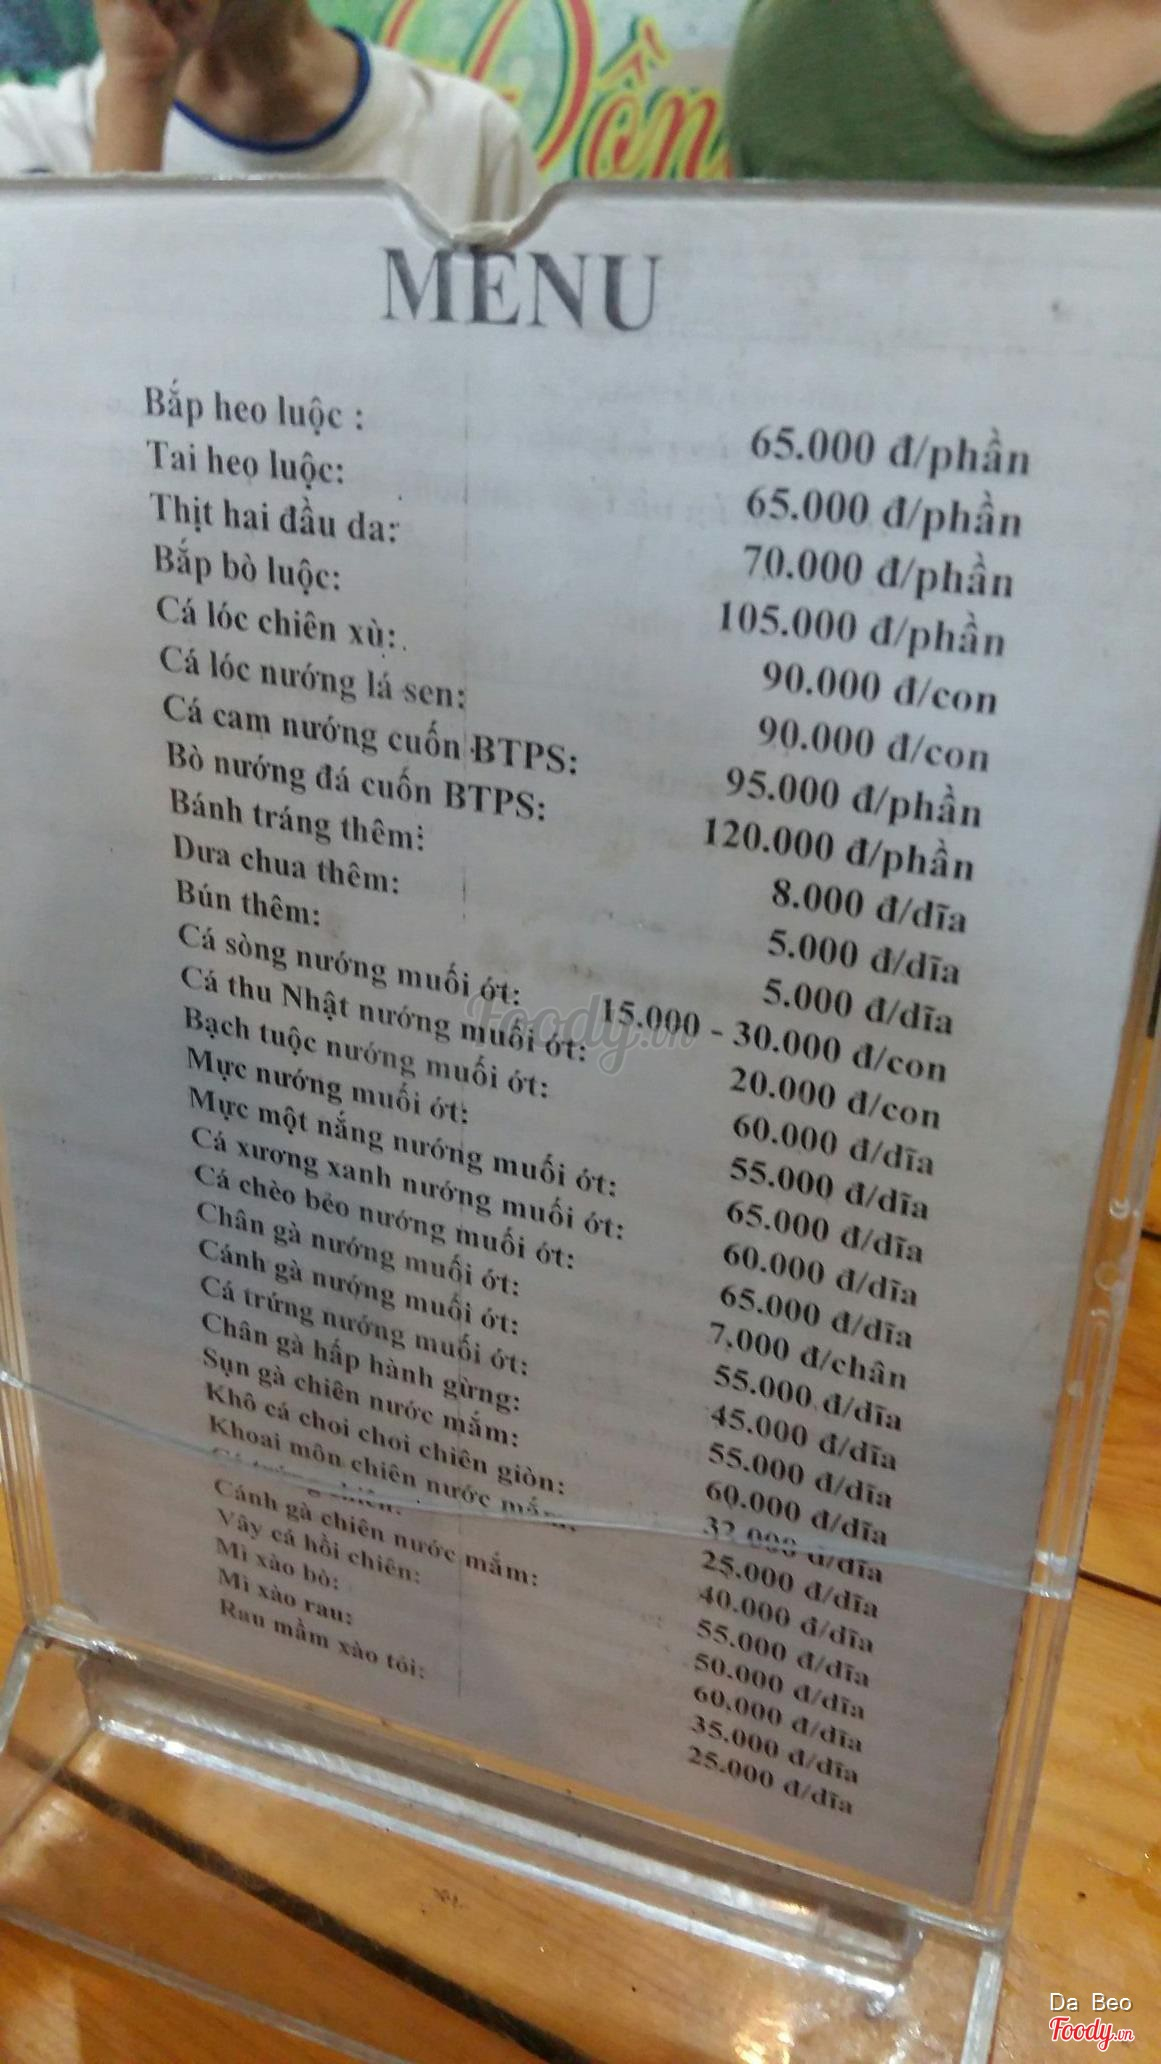 Đồn
MENU
Bắp heo luộc : 65.000 đ/phần
Tai heo luộc: 65.000 đ/phần
Thịt hai đầu da: 70.000 đ/phần
Bắp bò luộc: 105.000 đ/phần
Cá lóc chiên xù: 90.000 đ/con
Cá lóc nướng lá sen: 90.000 đ/con
Cá cam nướng cuốn BTPS: 95.000 đ/phần
Bò nướng đá cuốn BTPS: 120.000 đ/phần
Bánh tráng thêm: 8.000 đ/dĩa
Dưa chua thêm: 5.000 đ/dĩa
Bún thêm: 5.000 đ/dĩa
Cá sòng nướng muối ớt: 15.000 - 30.000 đ/con
Cá thu Nhật nướng muối ớt: 20.000 đ/con
Bạch tuộc nướng muối ớt: 60.000 đ/dĩa
Mực nướng muối ớt: 55.000 đ/dĩa
Mực một nắng nướng muối ớt: 65.000 đ/dĩa
Cá xương xanh nướng muối ớt: 60.000 đ/dĩa
Cá chèo bẻo nướng muối ớt: 65.000 đ/dĩa
Chân gà nướng muối ớt: 7.000 đ/chân
Cánh gà nướng muối ớt: 55.000 đ/dĩa
Cá trứng nướng muối ớt: 45.000 đ/dĩa
Chân gà hấp hành gừng: 55.000 đ/dĩa
Sụn gà chiên nước mắm: 60.000 đ/dĩa
Khô cá choi choi chiên giòn: 32.000 đ/dĩa
Khoai môn chiên nước mắm: 25.000 đ/dĩa
Cá trứng chiên: 40.000 đ/dĩa
Cánh gà chiên nước mắm: 55.000 đ/dĩa
Vây cá hồi chiên: 50.000 đ/dĩa
Mì xào bò: 60.000 đ/dĩa
Mì xào rau: 35.000 đ/dĩa
Rau mầm xào tỏi: 25.000 đ/dĩa
Foody.vn
Da Beo
Foody.vn